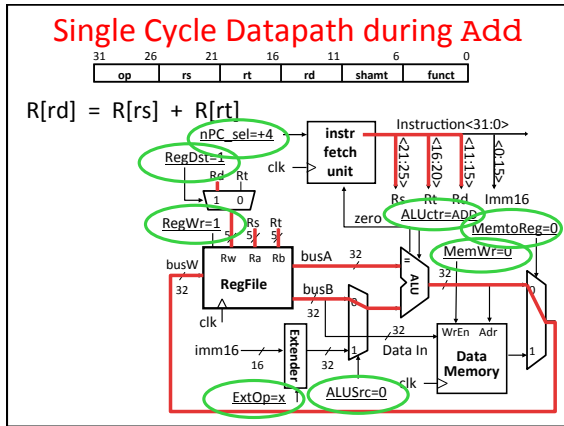 Single Cycle Datapath during Add
31 26 21 16 11 6 0
op rs rt rd shamt funct
R[rd] = R[rs] + R[rt]
nPC_sel=+4
instr
fetch
unit
clk
Instruction<31:0>
<21:25>
<16:20>
<11:15>
<0:15>
Rs Rt Rd Imm16
RegDst=1
Rd Rt
1 0
zero
ALUctr=ADD
MemtoReg=0
RegWr=1
Rs Rt
5 5 5
MemWr=0
busW
32
Rw Ra Rb
RegFile
clk
busA
32
busB
32
=
ALU
32
0
1
32
Data In
WrEn Adr
Data
Memory
clk
0
1
imm16
16
Extender
32
ExtOp=x
ALUSrc=0